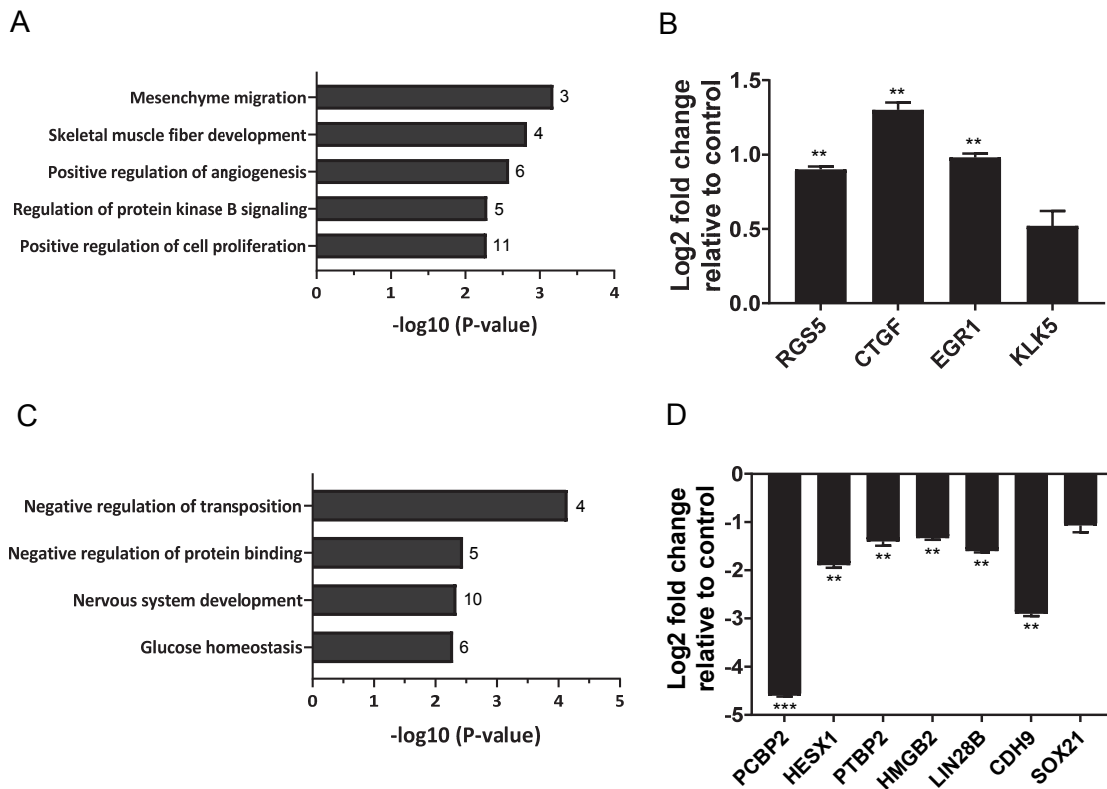 A
Mesenchyme migration
3
Skeletal muscle fiber development
4
Positive regulation of angiogenesis
6
Regulation of protein kinase B signaling
5
Positive regulation of cell proliferation
11
0 1 2 3 4
-log10 (P-value)
B
Log2 fold change
relative to control
1.5
1.0
0.5
0.0
**
**
**
RGS5
CTGF
EGR1
KLK5
C
Negative regulation of transposition
4
Negative regulation of protein binding
5
Nervous system development
10
Glucose homeostasis
6
0 1 2 3 4 5
-log10 (P-value)
D
Log2 fold change
relative to control
0
-1
-2
-3
-4
-5
***
**
**
**
**
**
PCBP2
HESX1
PTBP2
HMGB2
LIN28B
CDH9
SOX21